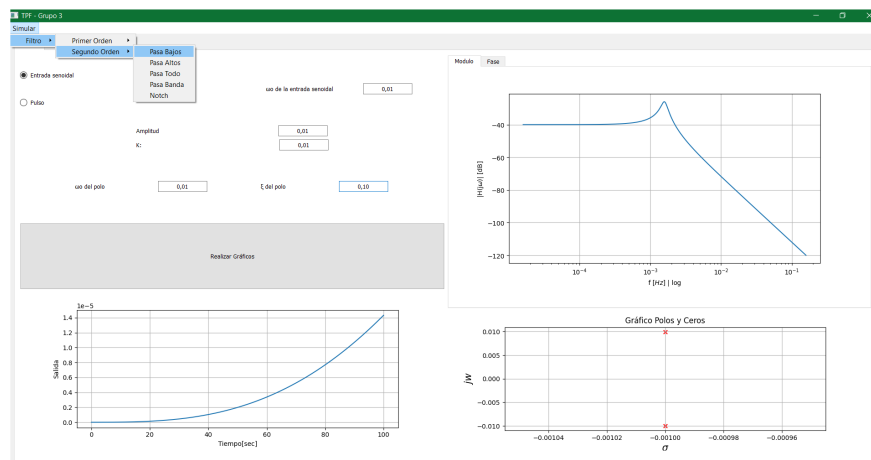 TPF - Grupo 3
Simular
Filtro
Primer Orden
Segundo Orden
Pasa Bajos
Pasa Altos
Pasa Todo
Pasa Banda
Notch
Entrada senoidal
Pulso
ωo de la entrada senoidal 0,01
Amplitud 0,01
K: 0,01
ωo del polo 0,01
ξ del polo 0,10
Realizar Gráficos
1e−5
1.4
1.2
1.0
0.8
0.6
0.4
0.2
0.0
Salida
0 20 40 60 80 100
Tiempo[sec]
Modulo Fase
−40
−60
−80
−100
−120
|H(jω)| [dB]
10⁻⁴ 10⁻³ 10⁻² 10⁻¹
f [Hz] | log
Gráfico Polos y Ceros
0.010
0.005
0.000
−0.005
−0.010
jw
−0.00104 −0.00102 −0.00100 −0.00098 −0.00096
σ